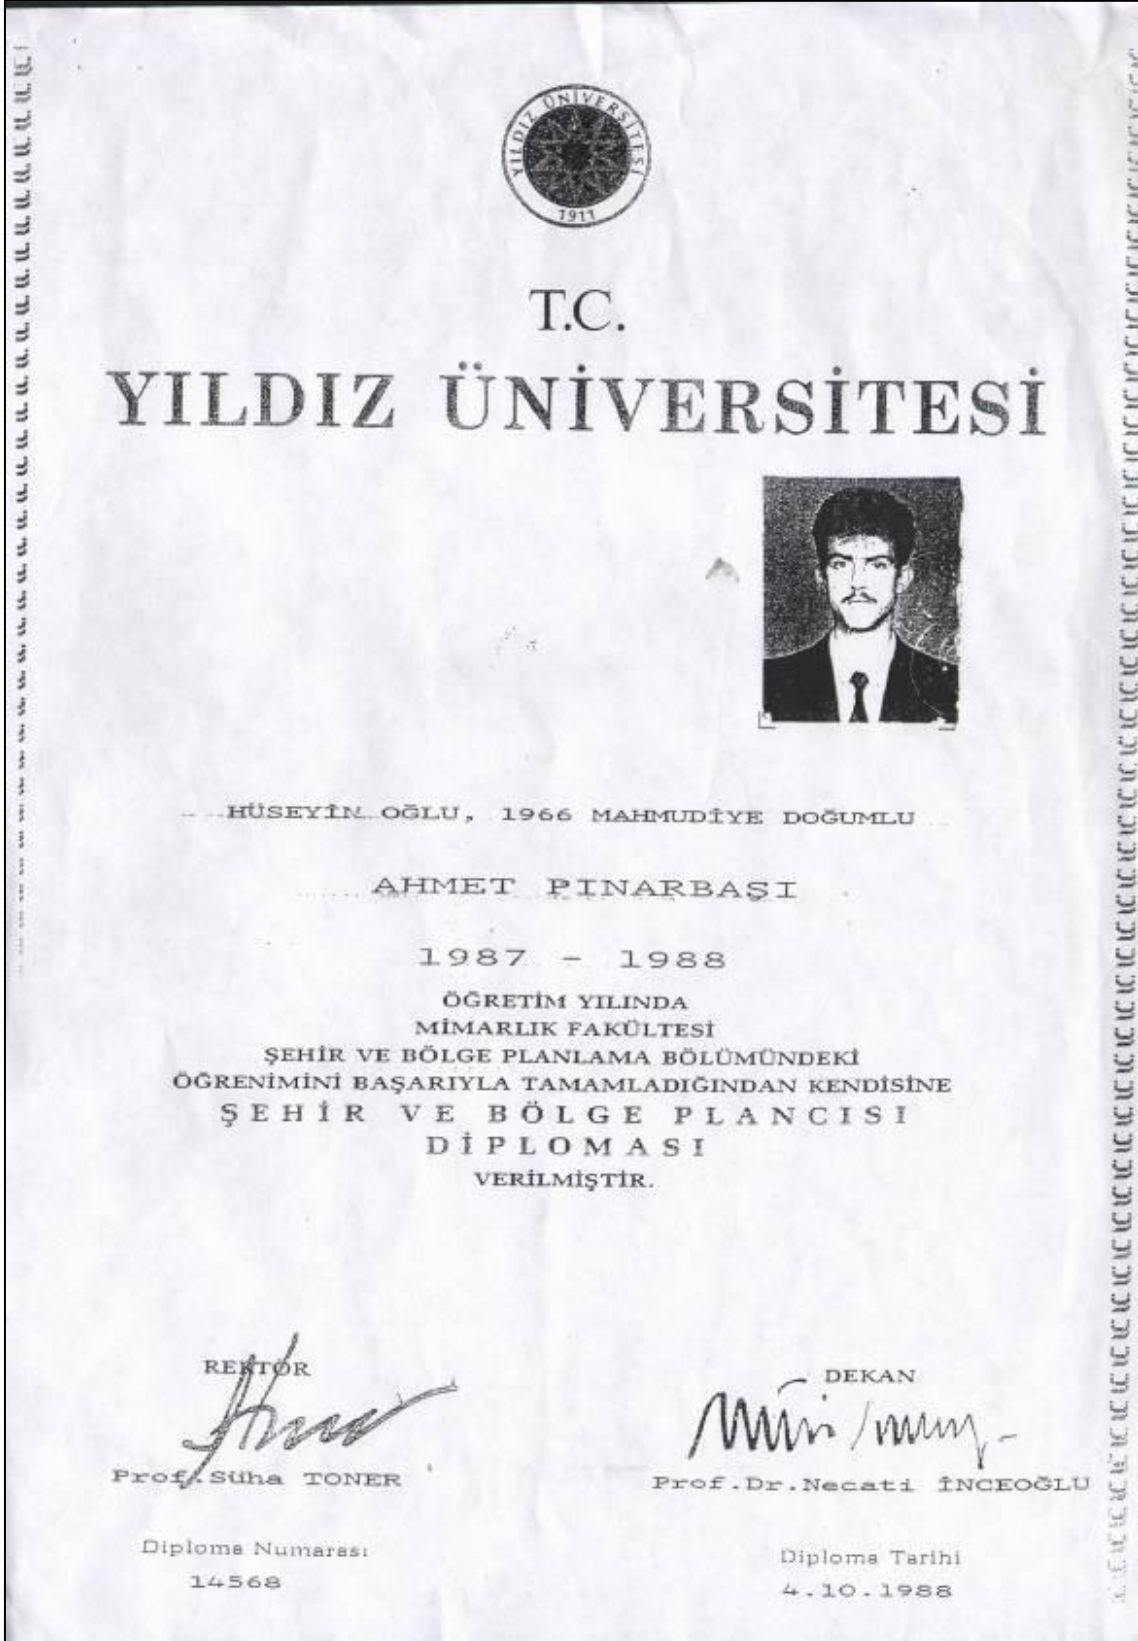 YILDIZ ÜNİVERSİTESİ
1911
T.C.
YILDIZ ÜNİVERSİTESİ
HÜSEYİN OĞLU, 1966 MAHMUDİYE DOĞUMLU
AHMET PINARBAŞI
1987 - 1988
ÖĞRETİM YILINDA
MİMARLIK FAKÜLTESİ
ŞEHİR VE BÖLGE PLANLAMA BÖLÜMÜNDEKİ
ÖĞRENİMİNİ BAŞARIYLA TAMAMLADIĞINDAN KENDİSİNE
ŞEHİR VE BÖLGE PLANCISI
DİPLOMASI
VERİLMİŞTİR.
REKTÖR
DEKAN
Prof.Süha TONER
Prof.Dr.Necati İNCEOĞLU
Diploma Numarası
Diploma Tarihi
14568
4.10.1988